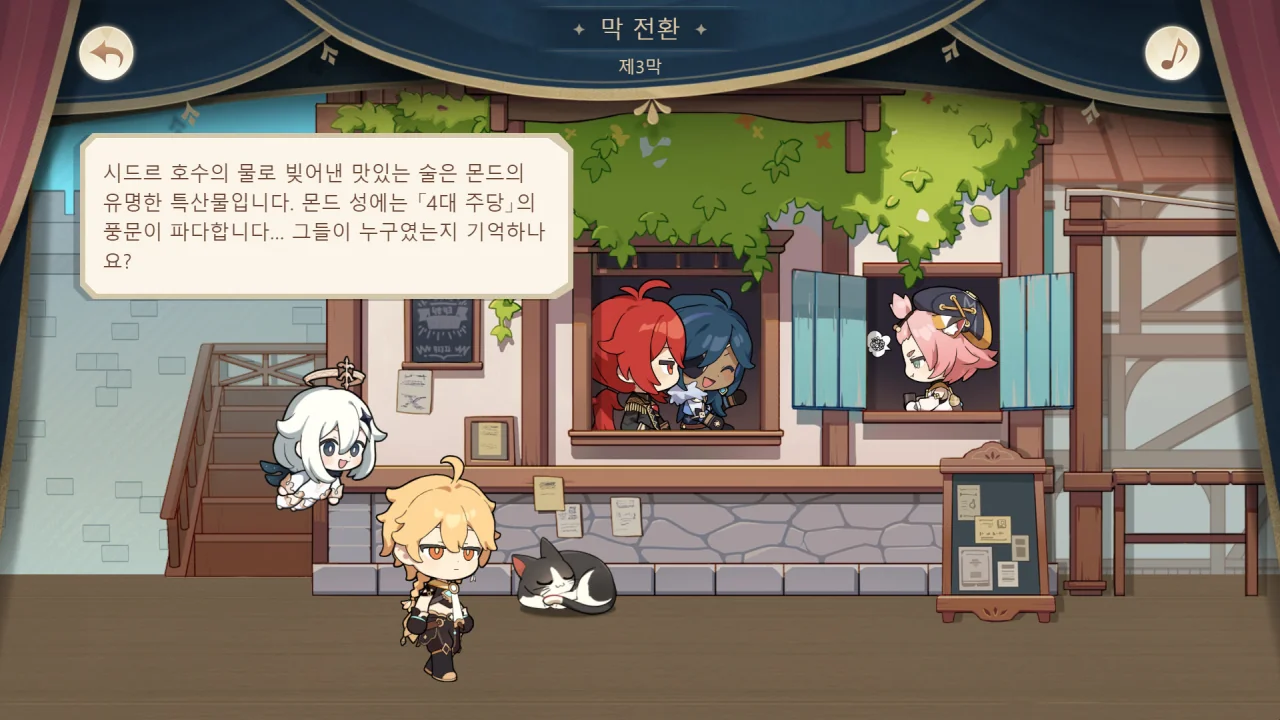 막 전환
제3막
시드르 호수의 물로 빚어낸 맛있는 술은 몬드의
유명한 특산물입니다. 몬드 성에는 「4대 주당」의
풍문이 파다합니다... 그들이 누구였는지 기억하나
요?